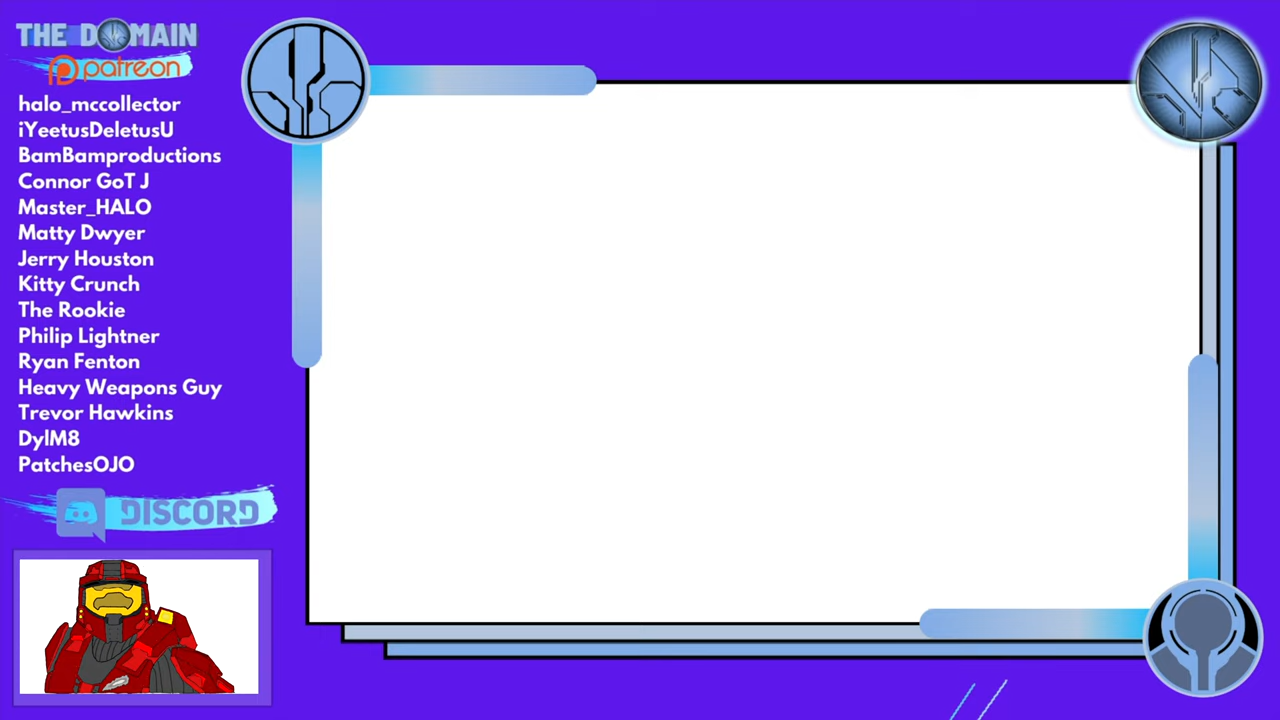 THE DOMAIN
patreon
halo_mccollector
iYeetusDeletusU
BamBamproductions
Connor GoT J
Master_HALO
Matty Dwyer
Jerry Houston
Kitty Crunch
The Rookie
Philip Lightner
Ryan Fenton
Heavy Weapons Guy
Trevor Hawkins
DylM8
PatchesOJO
DISCORD